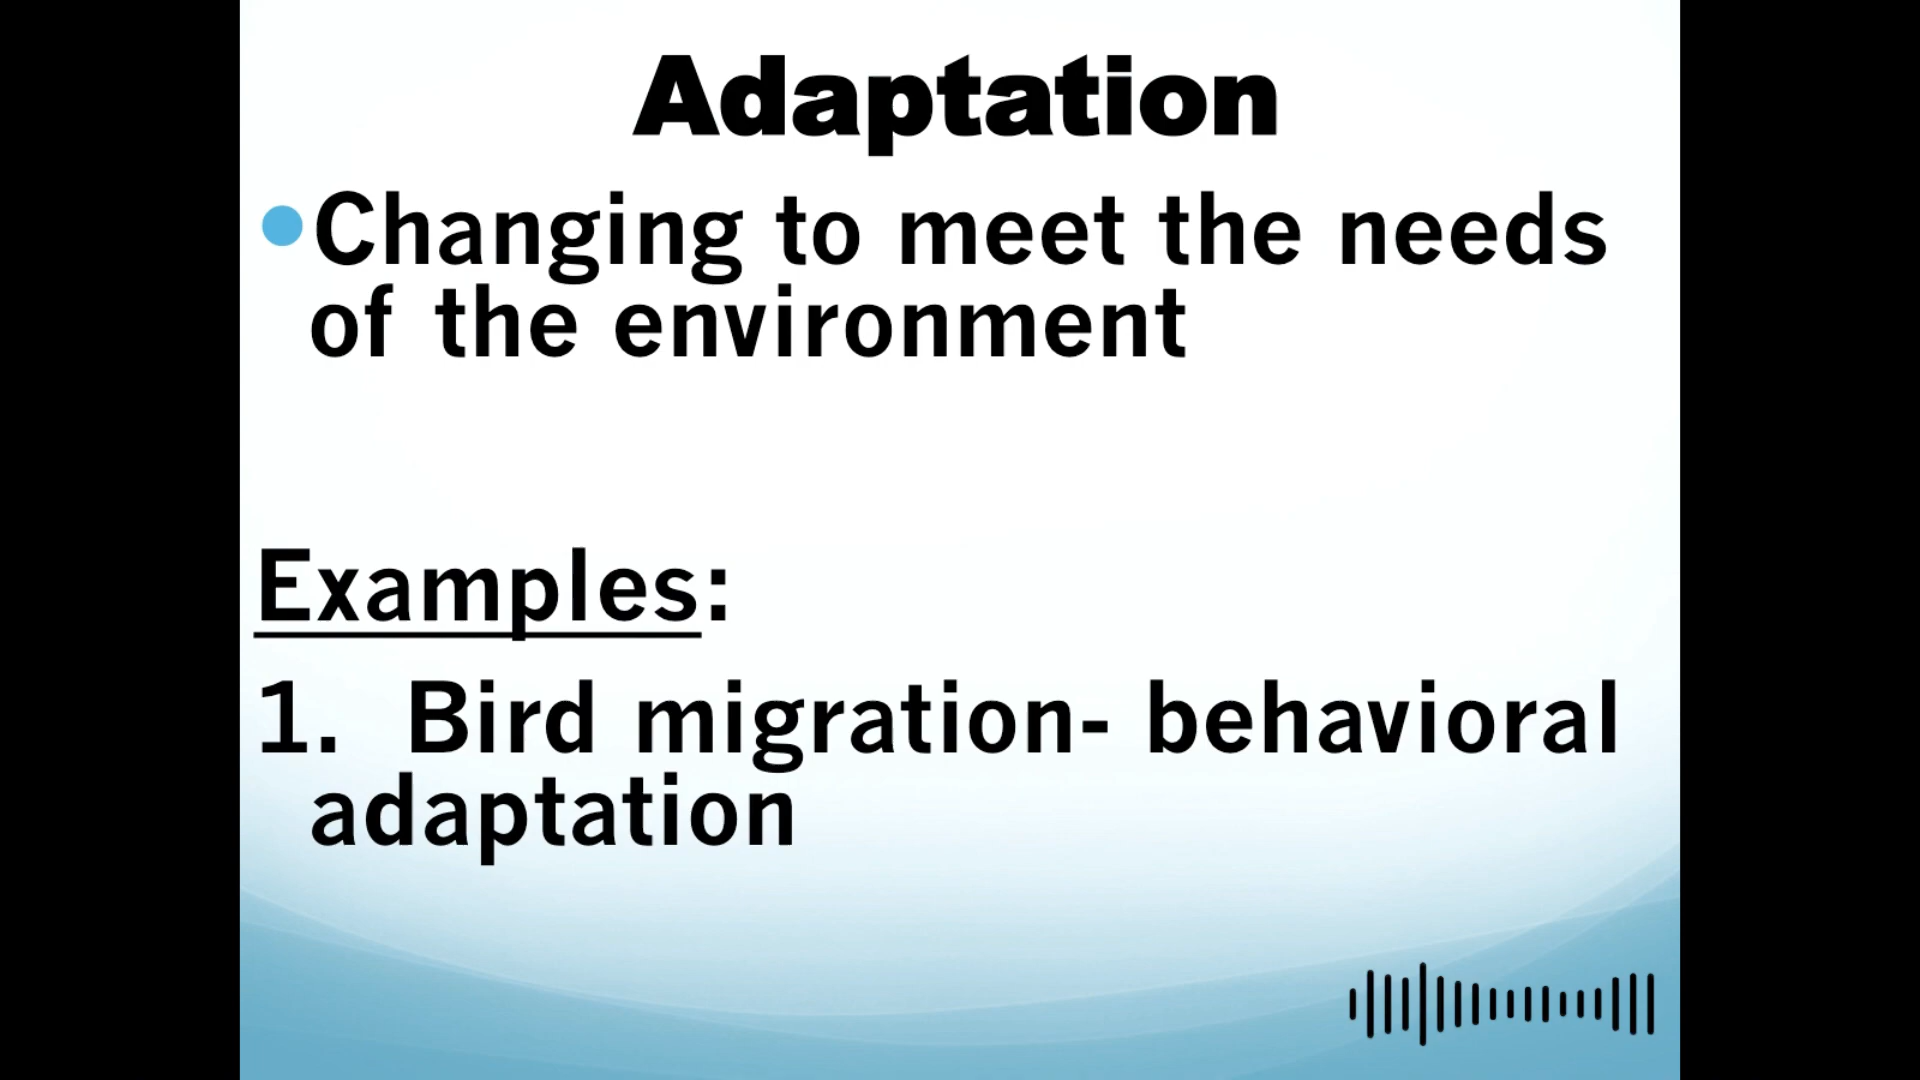 Adaptation
Changing to meet the needs
of the environment
Examples:
1. Bird migration- behavioral
adaptation